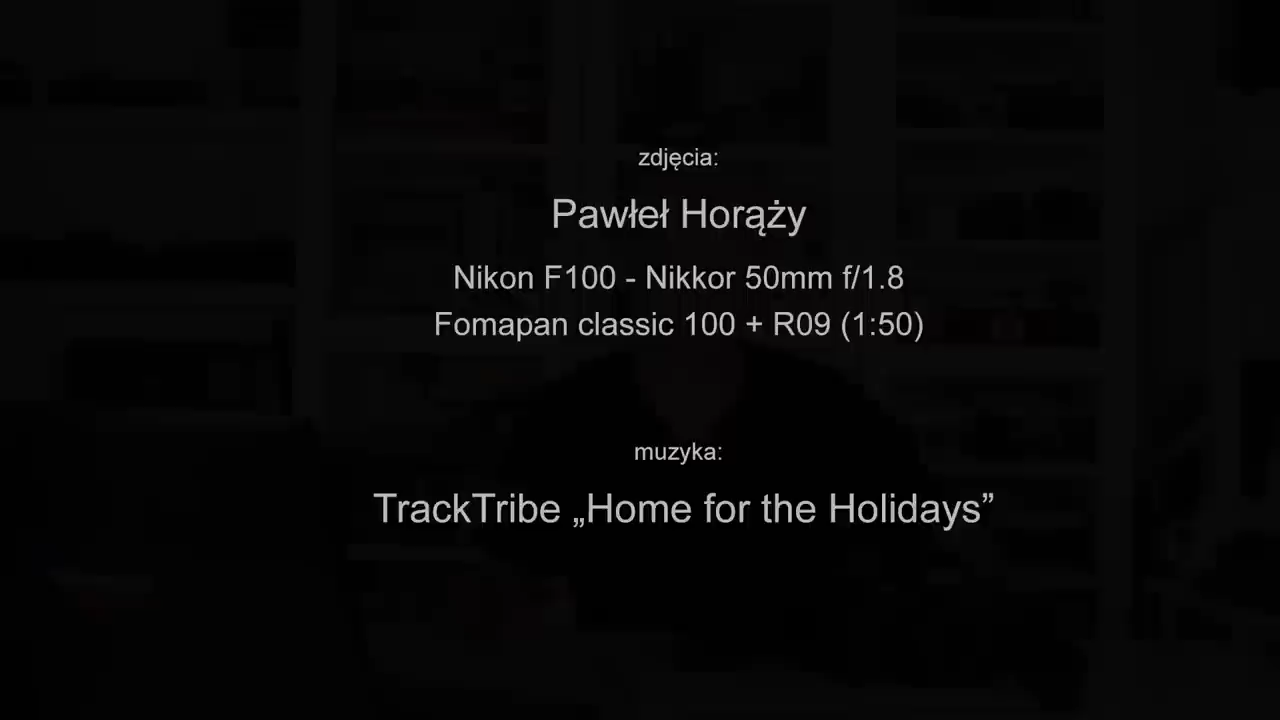 zdjęcia:
Pawłeł Horąży
Nikon F100 - Nikkor 50mm f/1.8
Fomapan classic 100 + R09 (1:50)
muzyka:
TrackTribe „Home for the Holidays”